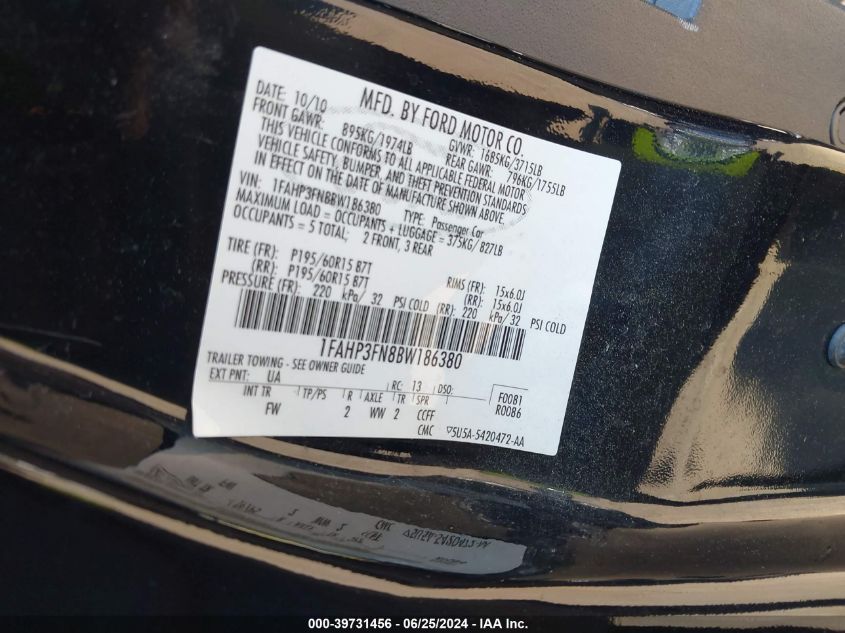 MFD. BY FORD MOTOR CO.
DATE: 10/10 GVWR: 1685KG/3715LB
FRONT GAWR: 895KG/1974LB REAR GAWR: 796KG/1755LB
THIS VEHICLE CONFORMS TO ALL APPLICABLE FEDERAL MOTOR
VEHICLE SAFETY, BUMPER, AND THEFT PREVENTION STANDARDS
IN EFFECT ON THE DATE OF MANUFACTURE SHOWN ABOVE.
VIN: 1FAHP3FN8BW186380 TYPE: Passenger Car
MAXIMUM LOAD = OCCUPANTS + LUGGAGE = 375KG/ 827LB
OCCUPANTS = 5 TOTAL; 2 FRONT, 3 REAR
TIRE (FR): P195/60R15 87T RIMS (FR): 15x6.0J
(RR): P195/60R15 87T (RR): 15x6.0J
PRESSURE (FR): 220 kPa/ 32 PSI COLD (RR): 220 kPa/ 32 PSI COLD
1FAHP3FN8BW186380
TRAILER TOWING - SEE OWNER GUIDE
EXT PNT: UA RC: 13 DSO: F0081
INT TR TP/PS R AXLE TR SPR R0086
FW 2 WW 2 CCFF
CMC 5U5A-5420472-AA
000-39731456 / 06/25/2024 - IAA Inc.